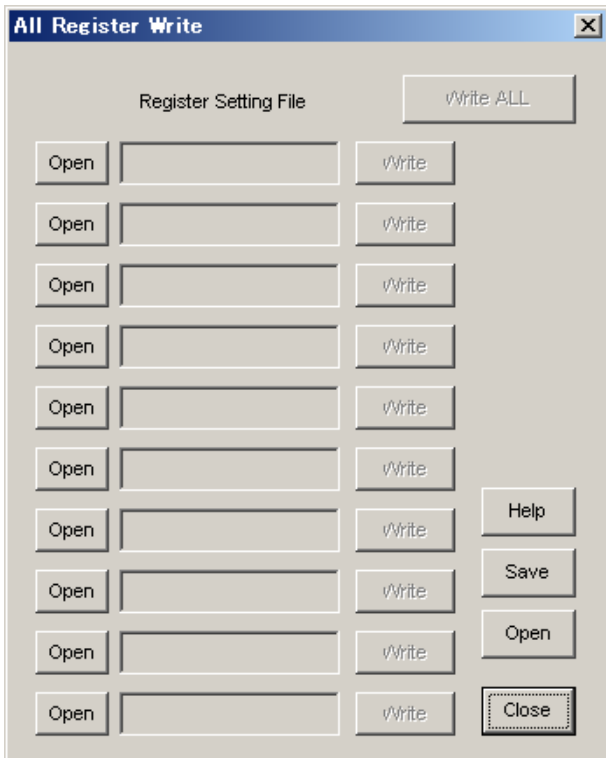 All Register Write
Register Setting File Write ALL
Open Write
Open Write
Open Write
Open Write
Open Write
Open Write
Help
Open Write
Save
Open Write
Open
Open Write
Close
Open Write